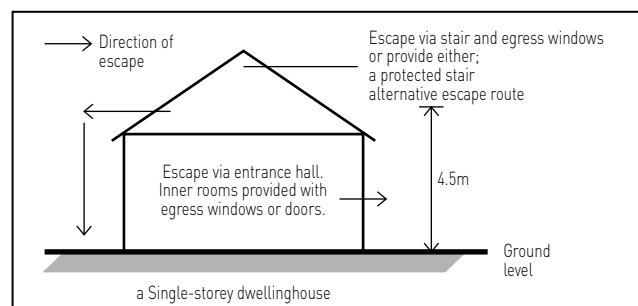 Direction of
escape
Escape via stair and egress windows
or provide either;
a protected stair
alternative escape route
Escape via entrance hall.
Inner rooms provided with
egress windows or doors.
4.5m
Ground
level
a Single-storey dwellinghouse